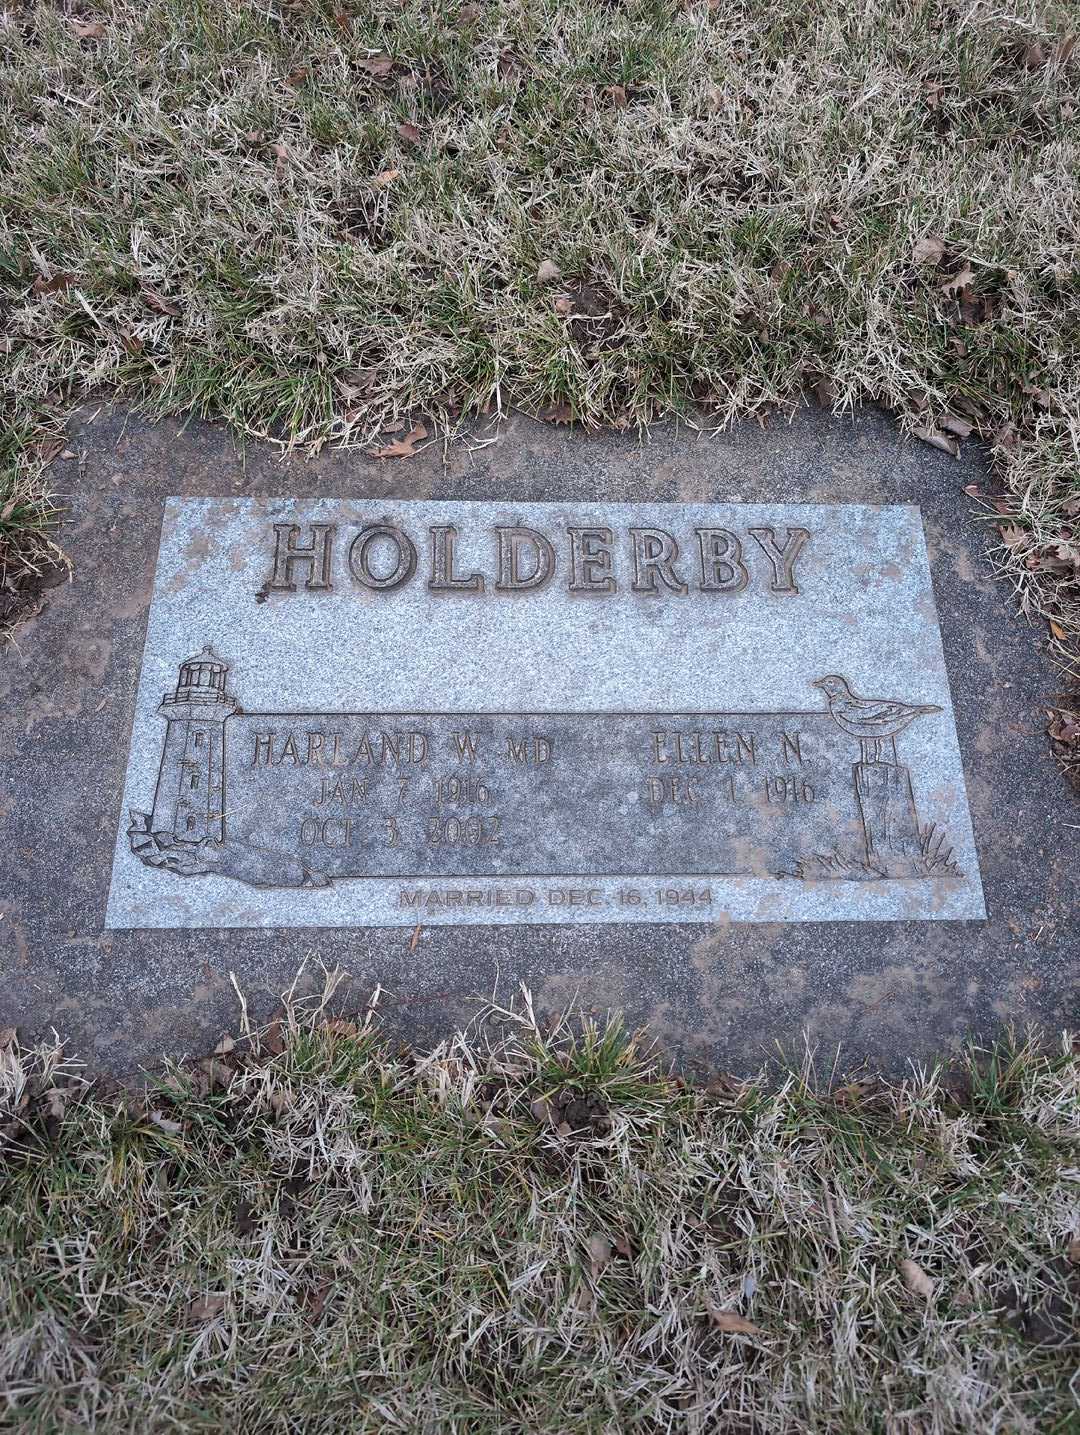 HOLDERBY
HARLAND W. MD
JAN 7 1916
OCT 3 2002
ELLEN N.
DEC 1 1916
MARRIED DEC. 16, 1944